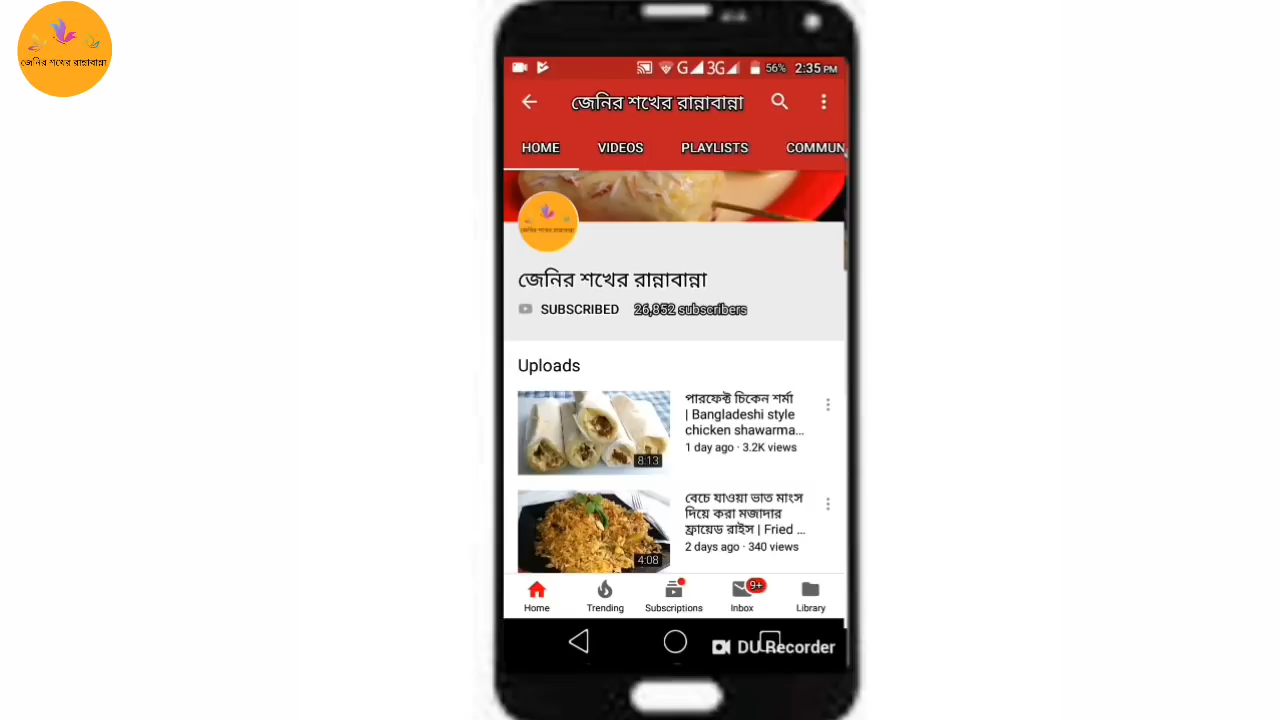 জেনির শখের রান্নাবান্না
G 3G 56% 2:35 PM
জেনির শখের রান্নাবান্না
HOME VIDEOS PLAYLISTS COMMUN
জেনির শখের রান্নাবান্না
জেনির শখের রান্নাবান্না
SUBSCRIBED 26,852 subscribers
Uploads
পারফেক্ট চিকেন শর্মা
| Bangladeshi style
chicken shawarma...
1 day ago · 3.2K views
8:13
বেচে যাওয়া ভাত মাংস
দিয়ে করা মজাদার
ফ্রায়েড রাইস | Fried ...
2 days ago · 340 views
4:08
9+
Home Trending Subscriptions Inbox Library
DU Recorder